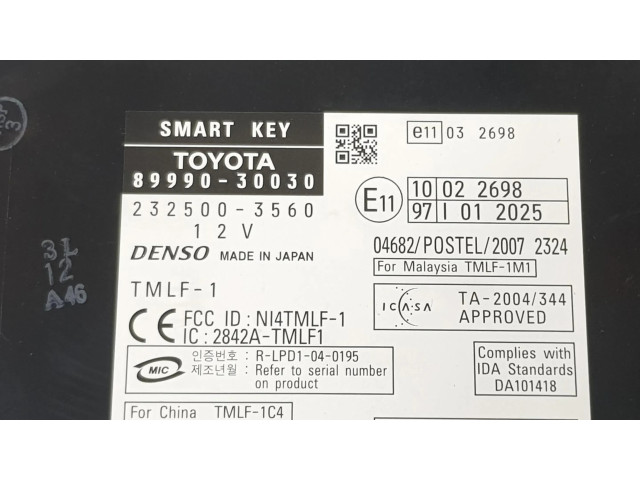 SMART KEY
TOYOTA
89990-30030
232500-3560
12V
DENSO MADE IN JAPAN
TMLF-1
CE FCC ID : NI4TMLF-1
IC : 2842A-TMLF1
MIC 인증번호 : R-LPD1-04-0195
제조년월 : Refer to serial number
on product
For China TMLF-1C4
e11 03 2698
E11 10 02 2698
97 I 01 2025
04682/POSTEL/2007 2324
For Malaysia TMLF-1M1
ICASA TA-2004/344
APPROVED
Complies with
IDA Standards
DA101418
3L
12
A46
3